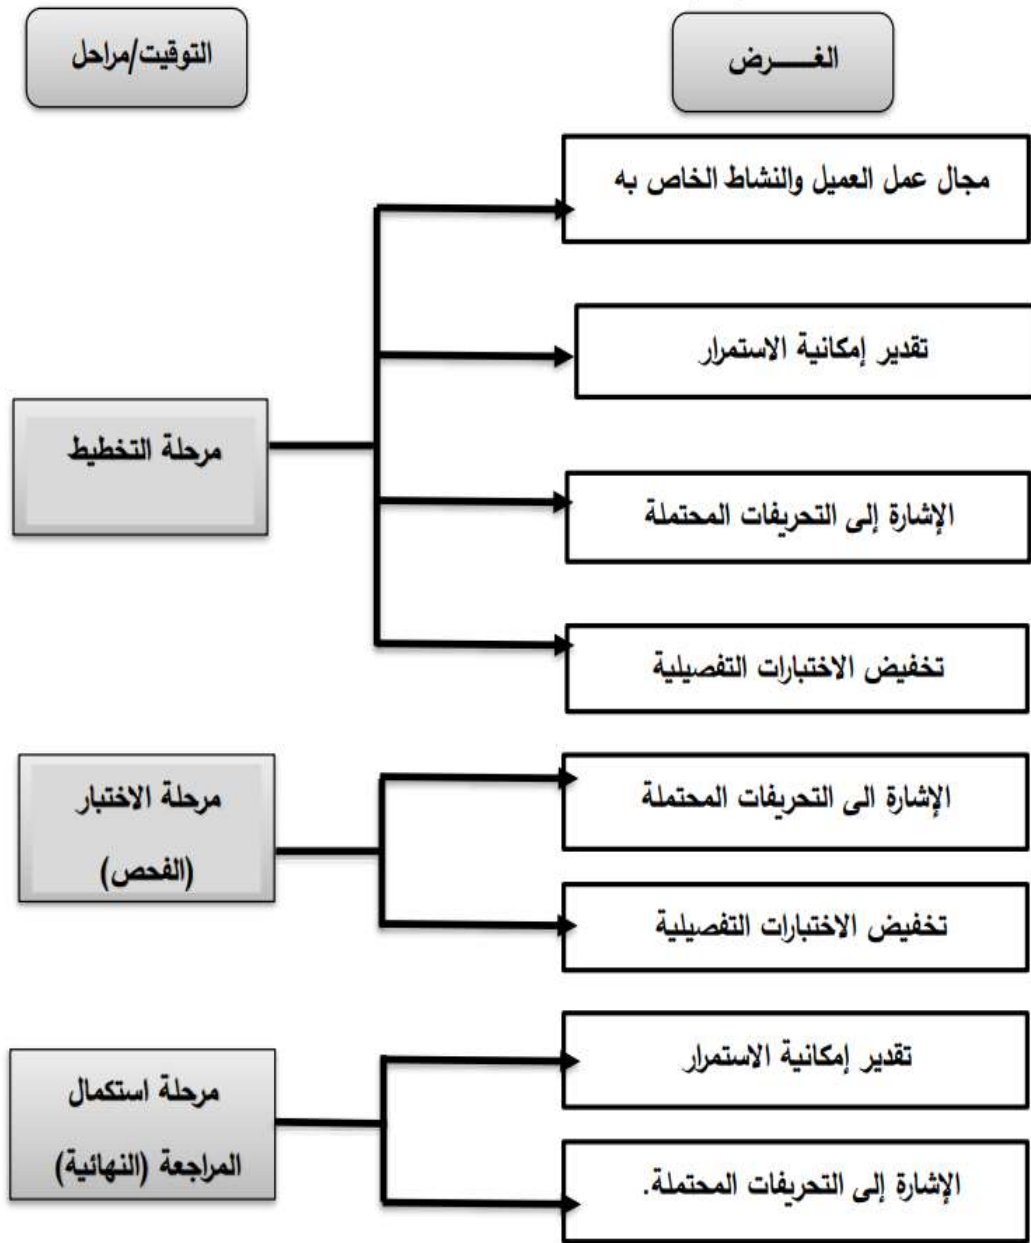 الغـــــرض
التوقيت/مراحل
مجال عمل العميل والنشاط الخاص به
تقدير إمكانية الاستمرار
مرحلة التخطيط
الإشارة إلى التحريفات المحتملة
تخفيض الاختبارات التفصيلية
مرحلة الاختبار
(الفحص)
الإشارة الى التحريفات المحتملة
تخفيض الاختبارات التفصيلية
مرحلة استكمال
المراجعة (النهائية)
تقدير إمكانية الاستمرار
الإشارة إلى التحريفات المحتملة.